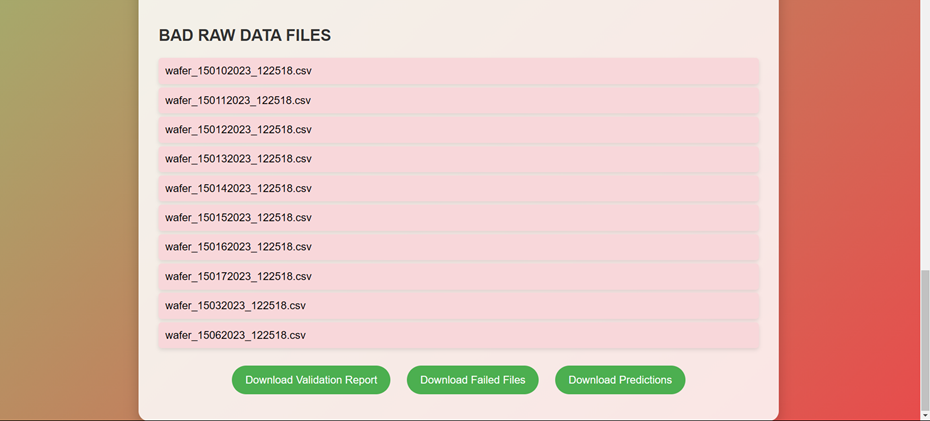 BAD RAW DATA FILES
wafer_150102023_122518.csv
wafer_150112023_122518.csv
wafer_150122023_122518.csv
wafer_150132023_122518.csv
wafer_150142023_122518.csv
wafer_150152023_122518.csv
wafer_150162023_122518.csv
wafer_150172023_122518.csv
wafer_15032023_122518.csv
wafer_15062023_122518.csv
Download Validation Report Download Failed Files Download Predictions